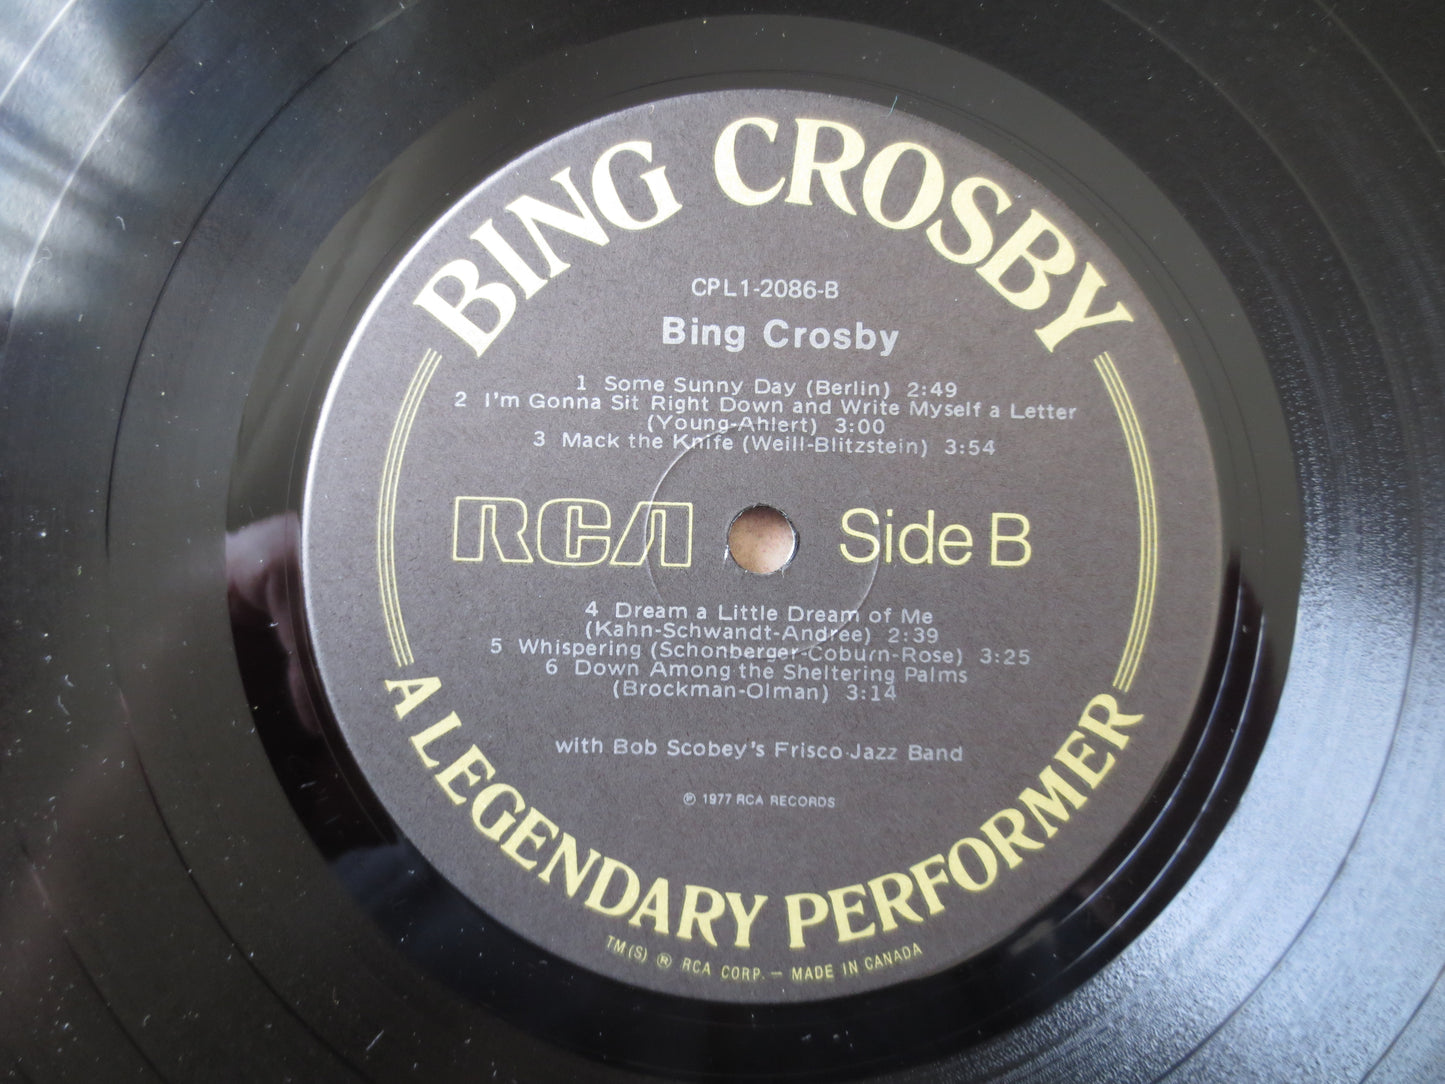 BING CROSBY
CPL1-2086-B
Bing Crosby
1 Some Sunny Day (Berlin) 2:49
2 I'm Gonna Sit Right Down and Write Myself a Letter
(Young-Ahlert) 3:00
3 Mack the Knife (Weill-Blitzstein) 3:54
RCA Side B
4 Dream a Little Dream of Me
(Kahn-Schwandt-Andree) 2:39
5 Whispering (Schonberger-Coburn-Rose) 3:25
6 Down Among the Sheltering Palms
(Brockman-Olman) 3:14
with Bob Scobey's Frisco Jazz Band
℗ 1977 RCA RECORDS
A LEGENDARY PERFORMER
TM(S) ® RCA CORP. — MADE IN CANADA